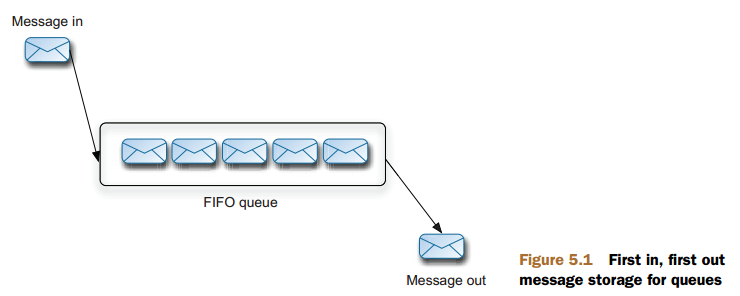 Message in
FIFO queue
Message out
Figure 5.1 First in, first out
message storage for queues